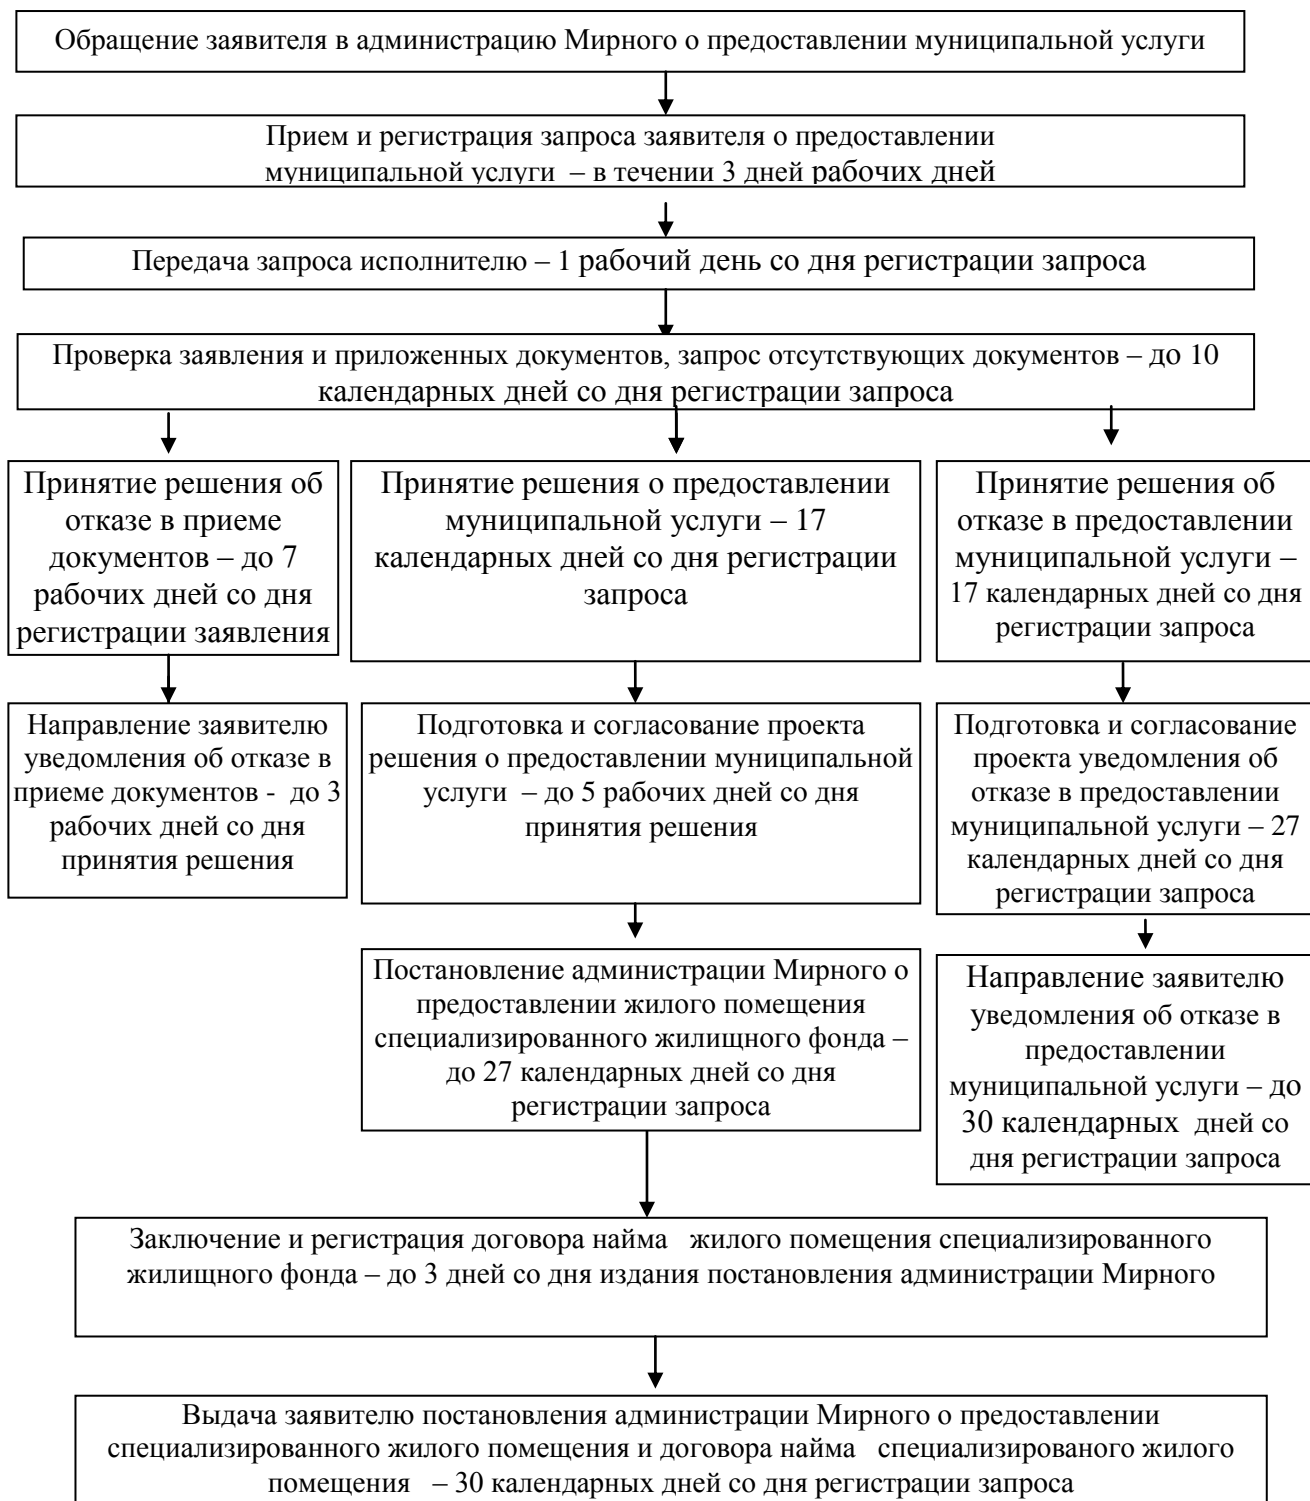 Обращение заявителя в администрацию Мирного о предоставлении муниципальной услуги
Прием и регистрация запроса заявителя о предоставлении
муниципальной услуги – в течении 3 дней рабочих дней
Передача запроса исполнителю – 1 рабочий день со дня регистрации запроса
Проверка заявления и приложенных документов, запрос отсутствующих документов – до 10
календарных дней со дня регистрации запроса
Принятие решения об
отказе в приеме
документов – до 7
рабочих дней со дня
регистрации заявления
Принятие решения о предоставлении
муниципальной услуги – 17
календарных дней со дня регистрации
запроса
Принятие решения об
отказе в предоставлении
муниципальной услуги –
17 календарных дней со дня
регистрации запроса
Направление заявителю
уведомления об отказе в
приеме документов - до 3
рабочих дней со дня
принятия решения
Подготовка и согласование проекта
решения о предоставлении муниципальной
услуги – до 5 рабочих дней со дня
принятия решения
Подготовка и согласование
проекта уведомления об
отказе в предоставлении
муниципальной услуги – 27
календарных дней со дня
регистрации запроса
Постановление администрации Мирного о
предоставлении жилого помещения
специализированного жилищного фонда –
до 27 календарных дней со дня
регистрации запроса
Направление заявителю
уведомления об отказе в
предоставлении
муниципальной услуги – до
30 календарных дней со
дня регистрации запроса
Заключение и регистрация договора найма жилого помещения специализированного
жилищного фонда – до 3 дней со дня издания постановления администрации Мирного
Выдача заявителю постановления администрации Мирного о предоставлении
специализированного жилого помещения и договора найма специализированого жилого
помещения – 30 календарных дней со дня регистрации запроса